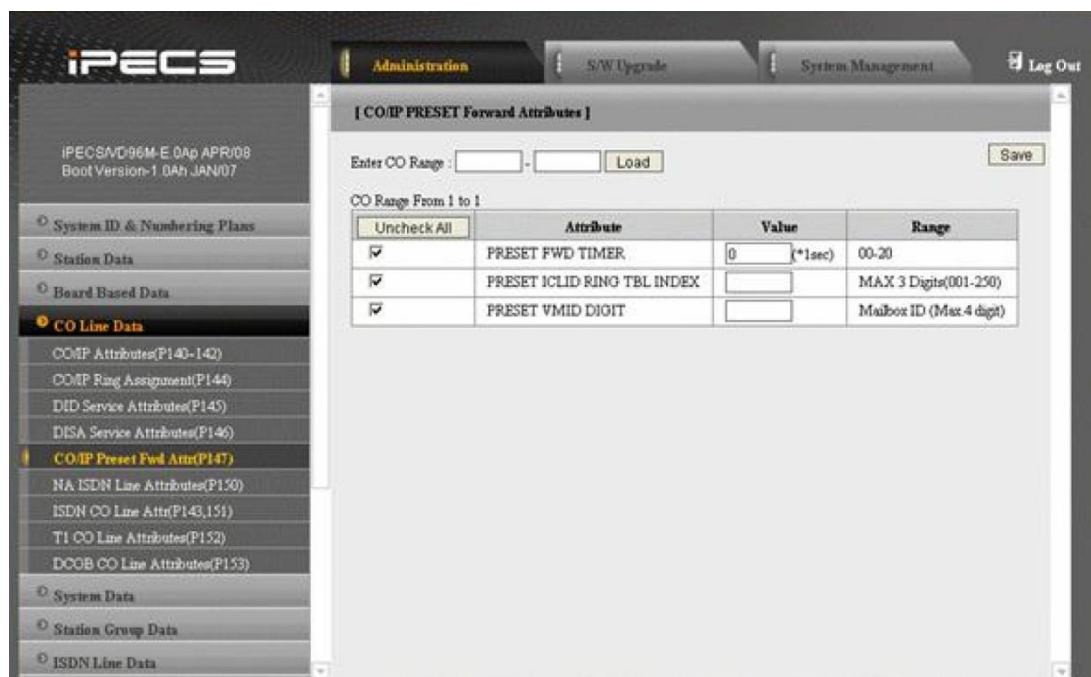 iPECS
Administration
S/W Upgrade
System Management
Log Out
iPECS/VD96M-E.0Ap APR/08
Boot Version-1.0Ah JAN/07
System ID & Numbering Plans
Station Data
Board Based Data
CO Line Data
CO/IP Attributes(P140-142)
CO/IP Ring Assignment(P144)
DID Service Attributes(P145)
DISA Service Attributes(P146)
CO/IP Preset Fwd Attr(P147)
NA ISDN Line Attributes(P150)
ISDN CO Line Attr(P143,151)
T1 CO Line Attributes(P152)
DCOB CO Line Attributes(P153)
System Data
Station Group Data
ISDN Line Data
[ CO/IP PRESET Forward Attributes ]
Enter CO Range : - Load
Save
CO Range From 1 to 1
Uncheck All Attribute Value Range
PRESET FWD TIMER 0 (*1sec) 00-20
PRESET ICLID RING TBL INDEX MAX 3 Digits(001-250)
PRESET VMID DIGIT Mailbox ID (Max.4 digit)